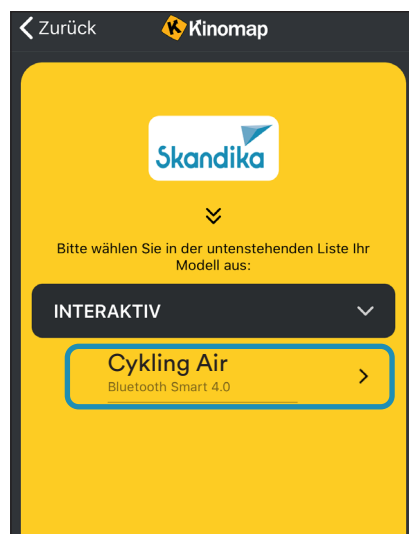 Zurück
Kinomap
Skandika
Bitte wählen Sie in der untenstehenden Liste Ihr
Modell aus:
INTERAKTIV
Cykling Air
Bluetooth Smart 4.0